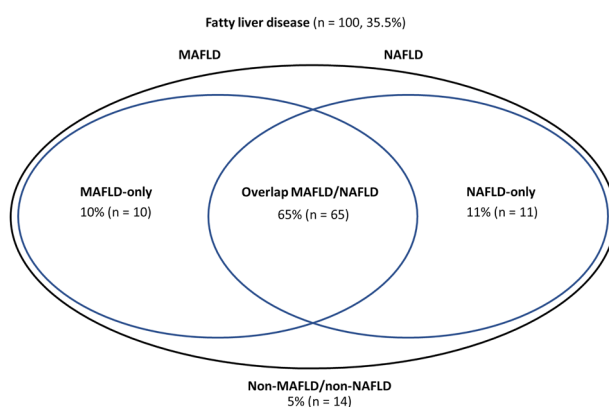 Fatty liver disease (n = 100, 35.5%)
MAFLD NAFLD
MAFLD-only Overlap MAFLD/NAFLD NAFLD-only
10% (n = 10) 65% (n = 65) 11% (n = 11)
Non-MAFLD/non-NAFLD
5% (n = 14)